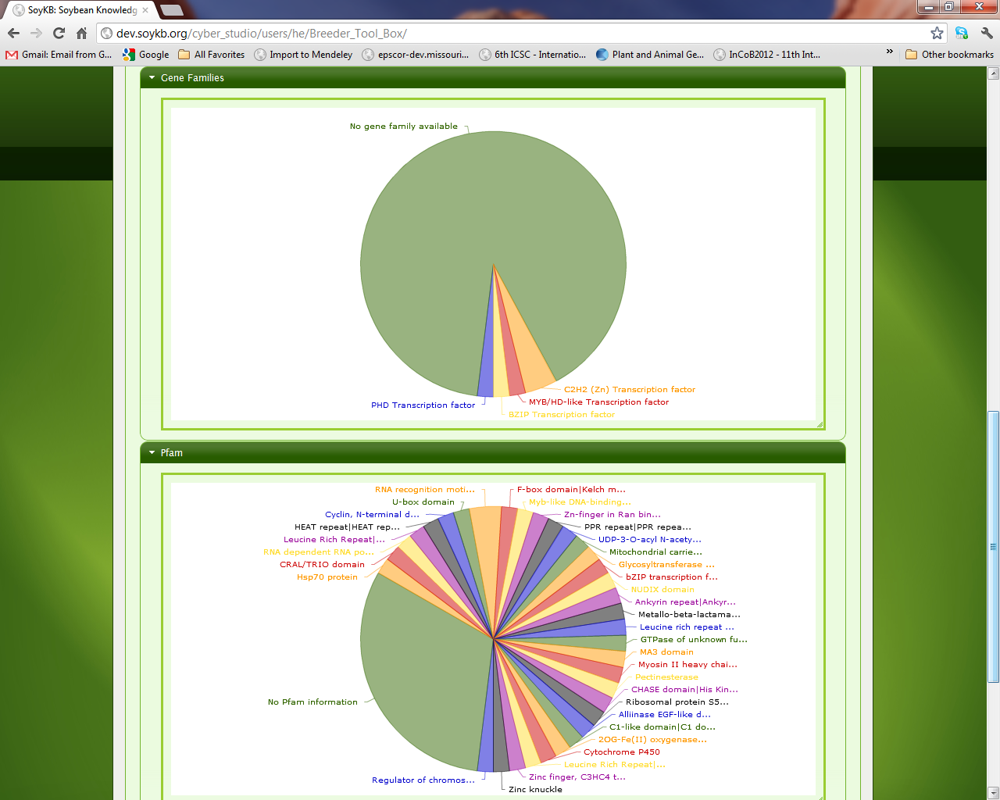 SoyKB: Soybean Knowledg
dev.soykb.org/cyber_studio/users/he/Breeder_Tool_Box/
Gmail: Email from G... Google All Favorites Import to Mendeley epscor-dev.missouri... 6th ICSC - Internatio... Plant and Animal Ge... InCoB2012 - 11th Int... » Other bookmarks
Gene Families
No gene family available
C2H2 (Zn) Transcription factor
MYB/HD-like Transcription factor
PHD Transcription factor
BZIP Transcription factor
Pfam
RNA recognition moti... F-box domain|Kelch m...
U-box domain Myb-like DNA-binding...
Cyclin, N-terminal d... Zn-finger in Ran bin...
HEAT repeat|HEAT rep... PPR repeat|PPR repea...
Leucine Rich Repeat|... UDP-3-O-acyl N-acety...
RNA dependent RNA po... Mitochondrial carrie...
CRAL/TRIO domain Glycosyltransferase ...
Hsp70 protein bZIP transcription f...
NUDIX domain
Ankyrin repeat|Ankyr...
Metallo-beta-lactama...
Leucine rich repeat ...
GTPase of unknown fu...
MA3 domain
Myosin II heavy chai...
Pectinesterase
CHASE domain|His Kin...
No Pfam information Ribosomal protein S5...
Alliinase EGF-like d...
C1-like domain|C1 do...
2OG-Fe(II) oxygenase...
Cytochrome P450
Leucine Rich Repeat|...
Regulator of chromos... Zinc finger, C3HC4 t...
Zinc knuckle